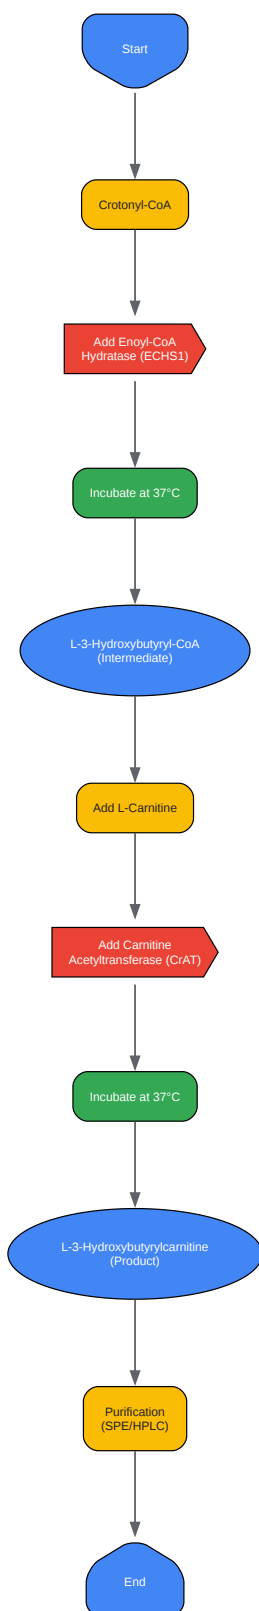 Start
Crotonyl-CoA
Add Enoyl-CoA
Hydratase (ECHS1)
Incubate at 37°C
L-3-Hydroxybutyryl-CoA
(Intermediate)
Add L-Carnitine
Add Carnitine
Acetyltransferase (CrAT)
Incubate at 37°C
L-3-Hydroxybutyrylcarnitine
(Product)
Purification
(SPE/HPLC)
End